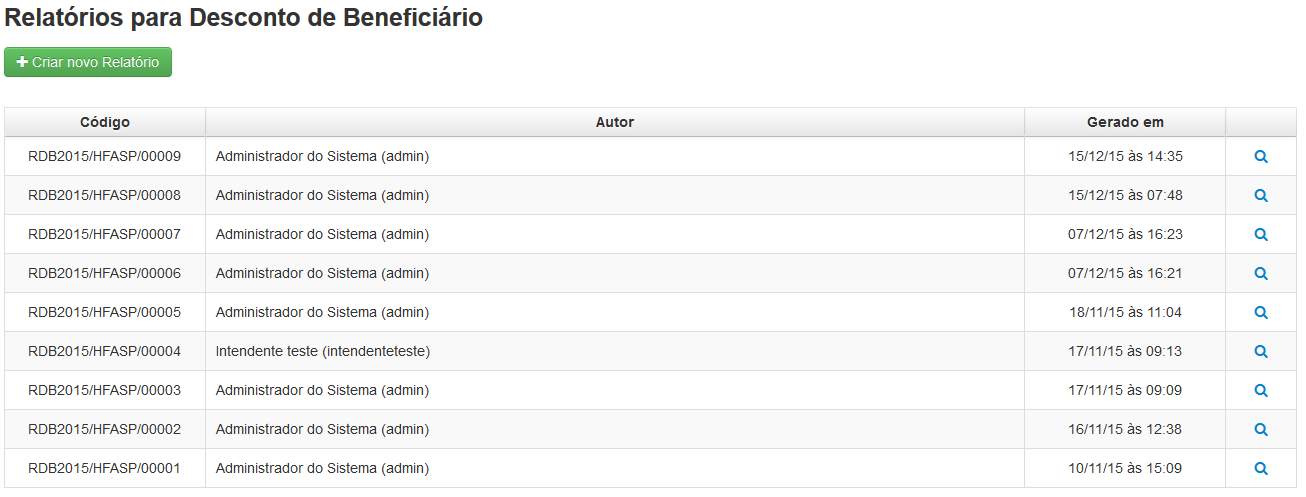 Relatórios para Desconto de Beneficiário
Criar novo Relatório
Código Autor Gerado em
RDB2015/HFASP/00009 Administrador do Sistema (admin) 15/12/15 às 14:35
RDB2015/HFASP/00008 Administrador do Sistema (admin) 15/12/15 às 07:48
RDB2015/HFASP/00007 Administrador do Sistema (admin) 07/12/15 às 16:23
RDB2015/HFASP/00006 Administrador do Sistema (admin) 07/12/15 às 16:21
RDB2015/HFASP/00005 Administrador do Sistema (admin) 18/11/15 às 11:04
RDB2015/HFASP/00004 Intendente teste (intendenteteste) 17/11/15 às 09:13
RDB2015/HFASP/00003 Administrador do Sistema (admin) 17/11/15 às 09:09
RDB2015/HFASP/00002 Administrador do Sistema (admin) 16/11/15 às 12:38
RDB2015/HFASP/00001 Administrador do Sistema (admin) 10/11/15 às 15:09